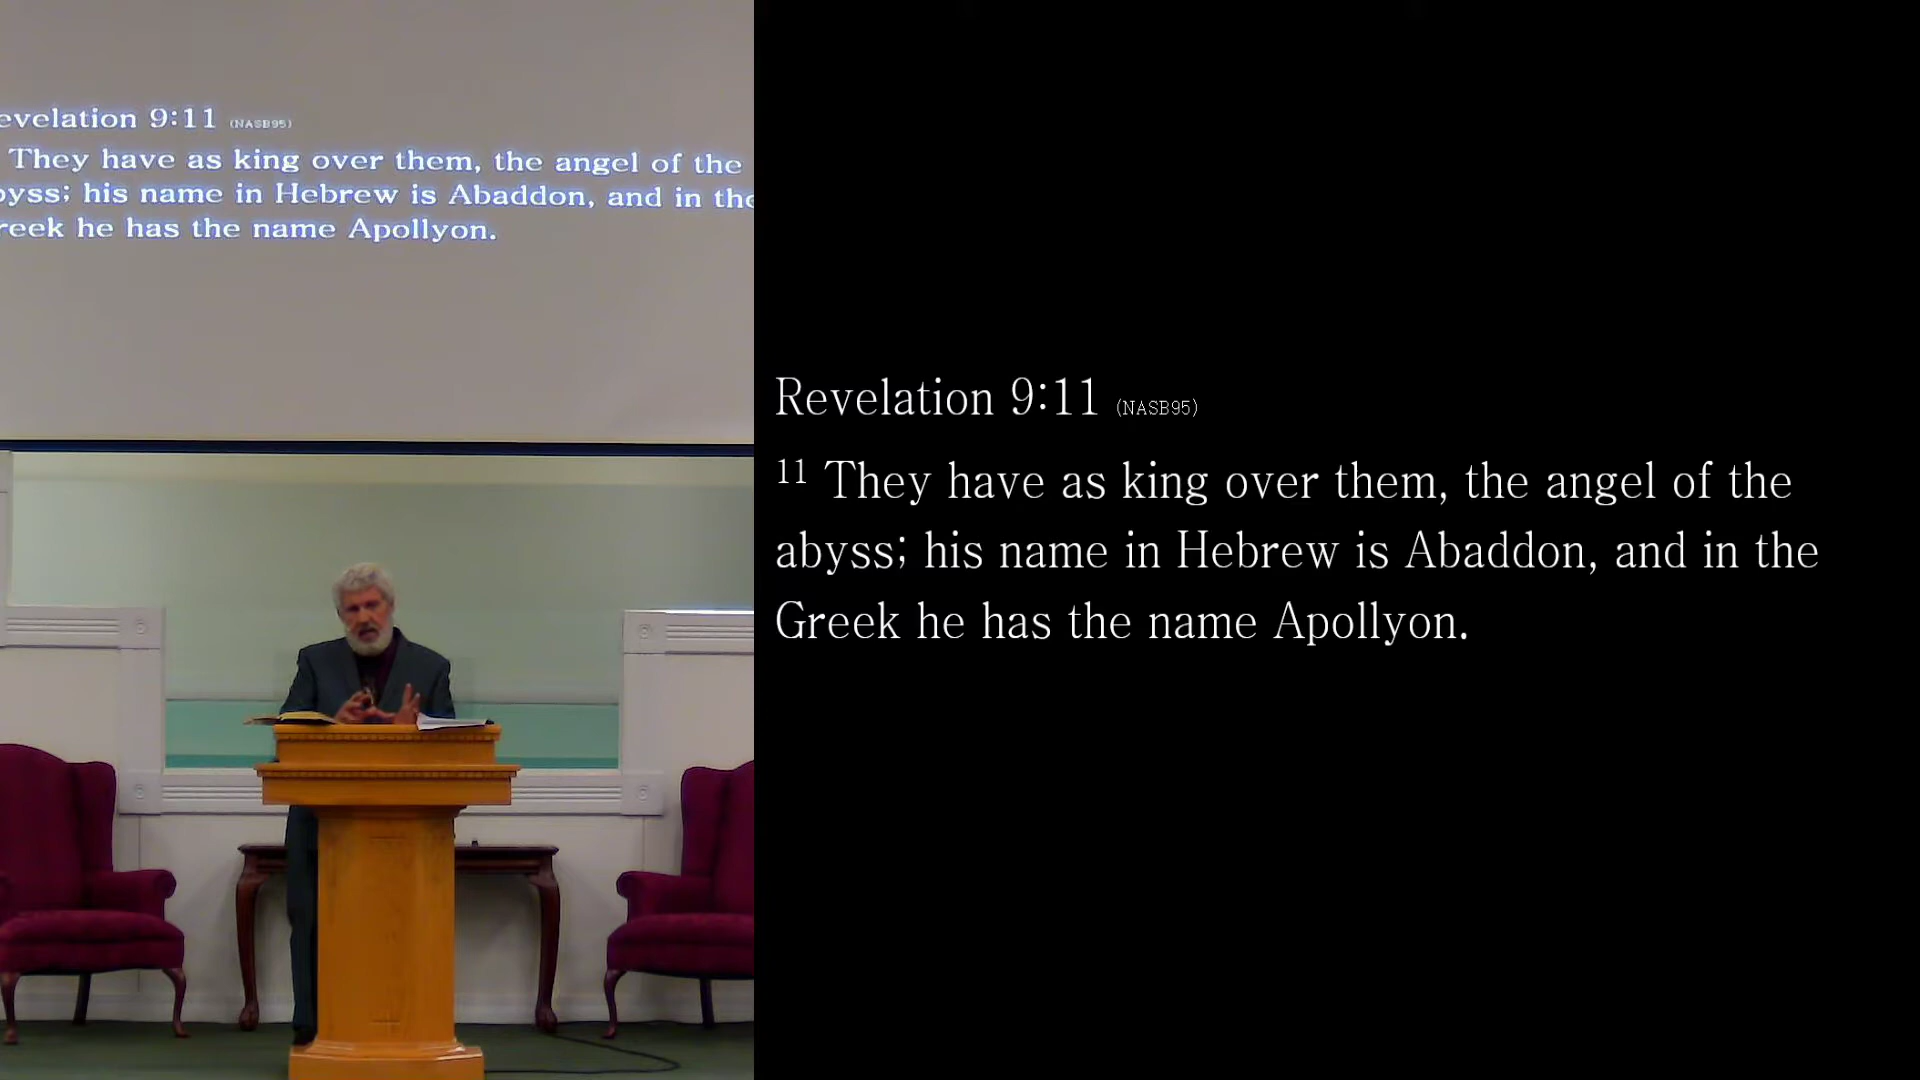 evelation 9:11 (NASB95)
They have as king over them, the angel of the
byss; his name in Hebrew is Abaddon, and in the
reek he has the name Apollyon.
Revelation 9:11 (NASB95)
11 They have as king over them, the angel of the
abyss; his name in Hebrew is Abaddon, and in the
Greek he has the name Apollyon.